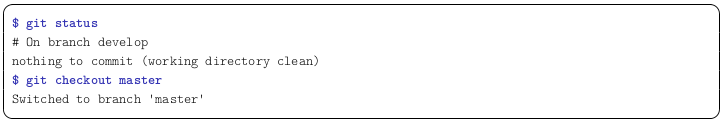 $ git status
# On branch develop
nothing to commit (working directory clean)
$ git checkout master
Switched to branch 'master'